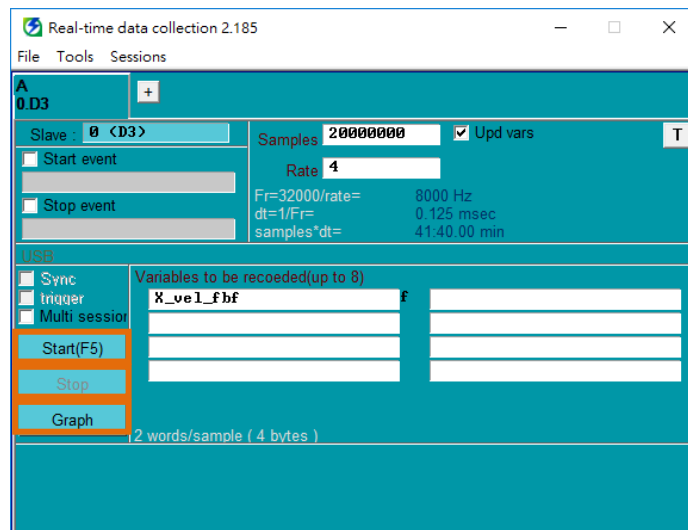 Real-time data collection 2.185
File Tools Sessions
A
0.D3
+
Slave : 0 (D3)
Samples 20000000
Upd vars
T
Start event
Rate 4
Stop event
Fr=32000/rate= 8000 Hz
dt=1/Fr= 0.125 msec
samples*dt= 41:40.00 min
USB
Sync
trigger
Multi session
Variables to be recoeded(up to 8)
X_vel_fbf f
Start(F5)
Stop
Graph
2 words/sample ( 4 bytes )